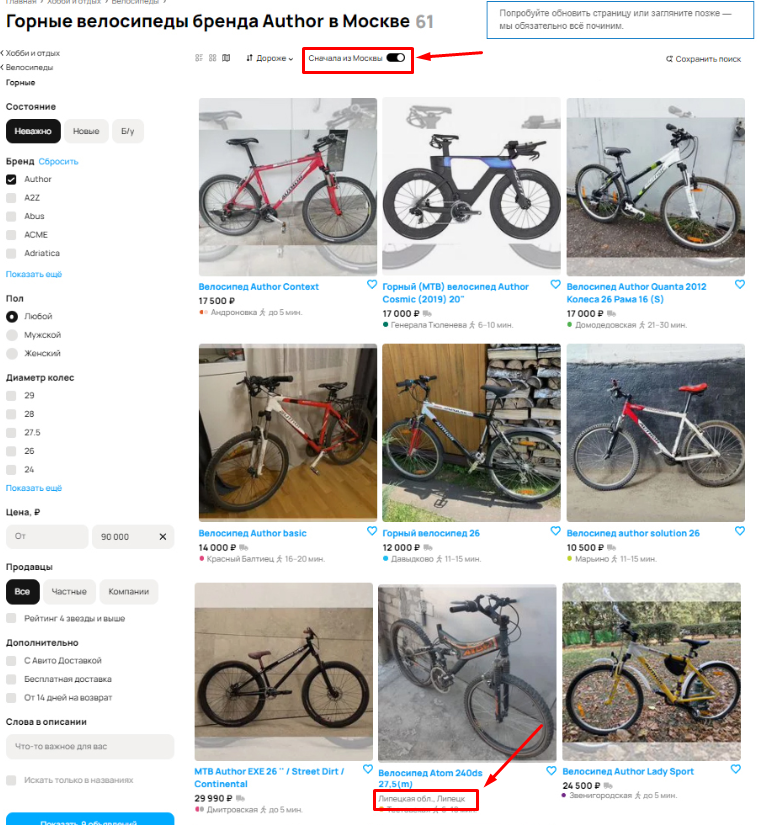 Главная › Хобби и отдых › Велосипеды ›
Горные велосипеды бренда Author в Москве 61
Попробуйте обновить страницу или загляните позже —
мы обязательно всё починим.
Хобби и отдых
Велосипеды
Горные
Дороже
Сначала из Москвы
Сохранить поиск
Состояние
Неважно
Новые
Б/у
Бренд Сбросить
Author
A2Z
Abus
ACME
Adriatica
Показать ещё
Пол
Любой
Мужской
Женский
Диаметр колес
29
28
27.5
26
24
Показать ещё
Цена, ₽
От
90 000
Продавцы
Все
Частные
Компании
Рейтинг 4 звезды и выше
Дополнительно
С Авито Доставкой
Бесплатная доставка
От 14 дней на возврат
Слова в описании
Что-то важное для вас
Искать только в названиях
Показать 9 объявлений
Велосипед Author Context
17 500 ₽
Андроновка до 5 мин.
Горный (MTB) велосипед Author
Cosmic (2019) 20"
17 000 ₽
Генерала Тюленева 6–10 мин.
Велосипед Author Quanta 2012
Колеса 26 Рама 16 (S)
17 000 ₽
Домодедовская 21–30 мин.
Велосипед Author basic
14 000 ₽
Красный Балтиец 16–20 мин.
Горный велосипед 26
12 000 ₽
Давыдково 11–15 мин.
Велосипед author solution 26
10 500 ₽
Марьино 11–15 мин.
MTB Author EXE 26 '' / Street Dirt /
Continental
29 990 ₽
Дмитровская до 5 мин.
Велосипед Atom 240ds
27,5(m)
Липецкая обл., Липецк
Велосипед Author Lady Sport
24 500 ₽
Звенигородская до 5 мин.